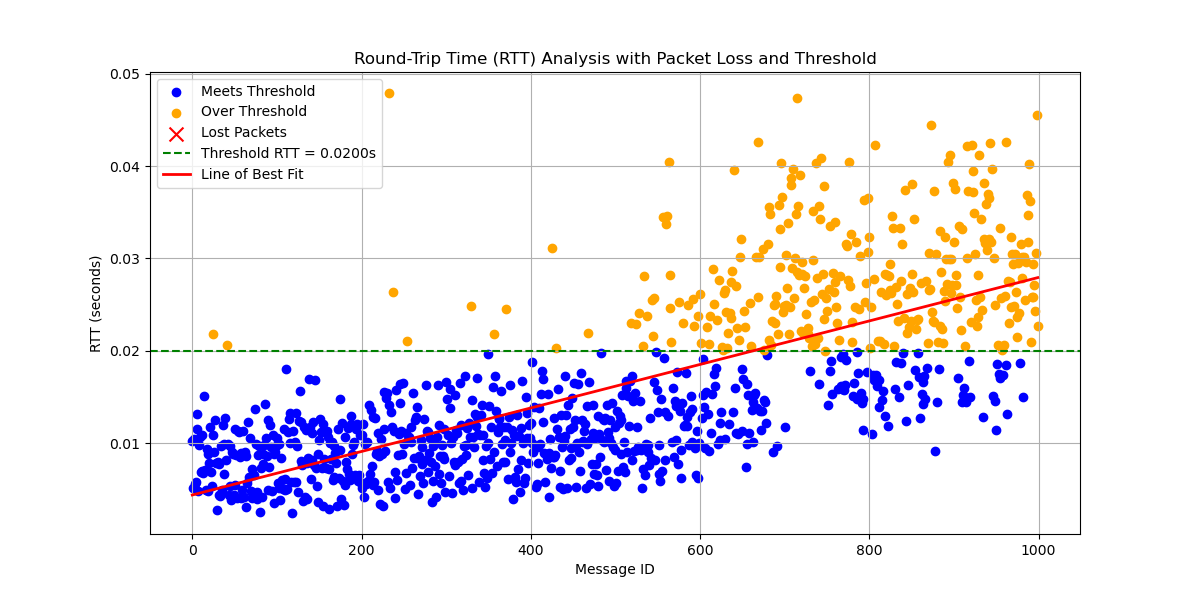 Round-Trip Time (RTT) Analysis with Packet Loss and Threshold
0.05
0.04
0.03
0.02
0.01
RTT (seconds)
Meets Threshold
Over Threshold
Lost Packets
Threshold RTT = 0.0200s
Line of Best Fit
0 200 400 600 800 1000
Message ID